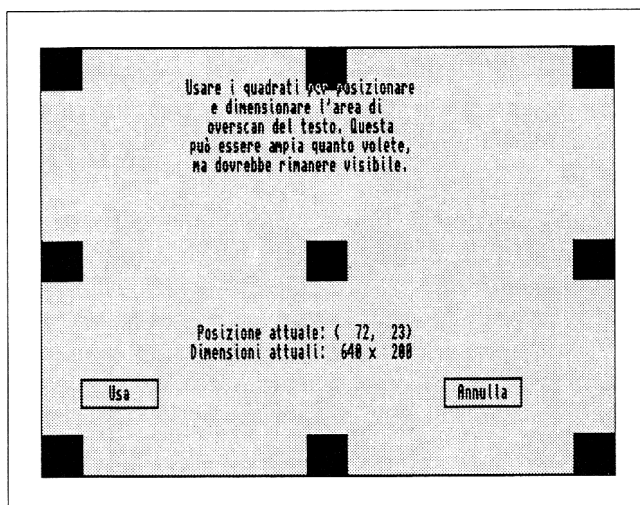 Usare i quadrati per posizionare
e dimensionare l'area di
overscan del testo. Questa
può essere ampia quanto volete,
ma dovrebbe rimanere visibile.
Posizione attuale: ( 72, 23)
Dimensioni attuali: 640 x 200
Usa
Annulla